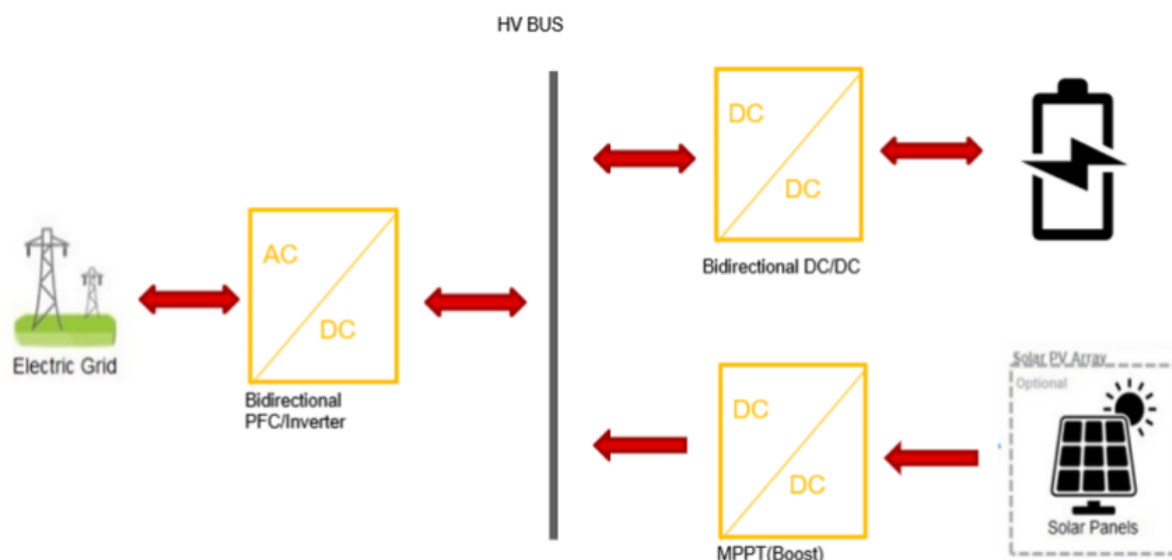 HV BUS
DC
DC
Bidirectional DC/DC
AC
DC
Electric Grid
Bidirectional
PFC/Inverter
Solar PV Array
Optional
DC
DC
Solar Panels
MPPT(Boost)